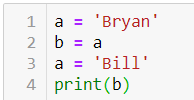 1 a = 'Bryan'
2 b = a
3 a = 'Bill'
4 print(b)